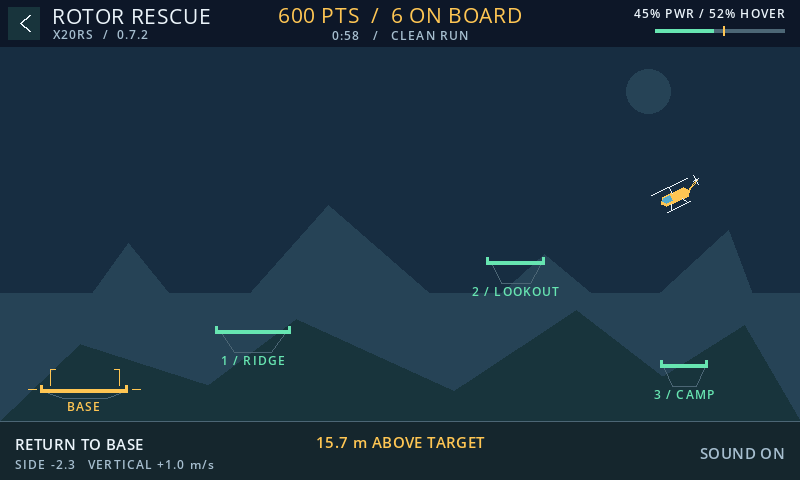 ROTOR RESCUE
X20RS / 0.7.2
600 PTS / 6 ON BOARD
0:58 / CLEAN RUN
45% PWR / 52% HOVER
2 / LOOKOUT
1 / RIDGE
3 / CAMP
BASE
RETURN TO BASE
SIDE -2.3 VERTICAL +1.0 m/s
15.7 m ABOVE TARGET
SOUND ON